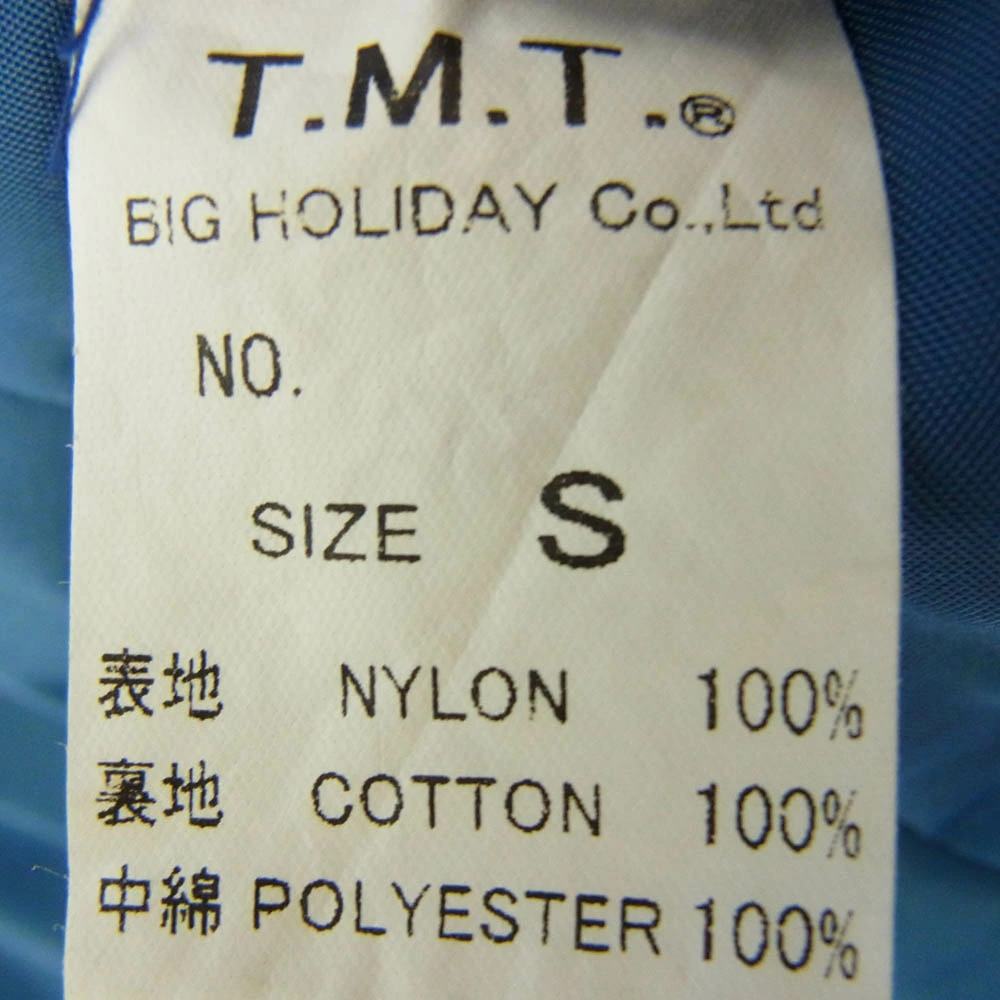 T.M.T.®
BIG HOLIDAY Co.,Ltd
NO.
SIZE S
表地 NYLON 100%
裏地 COTTON 100%
中綿 POLYESTER 100%